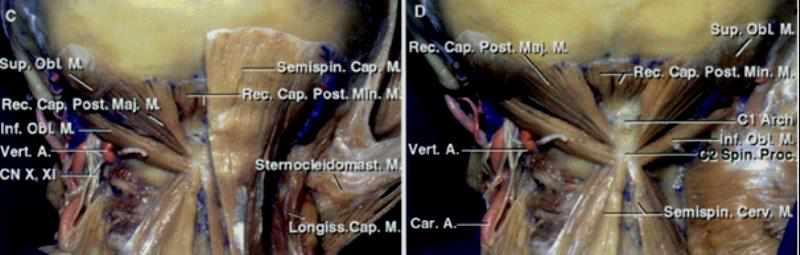 C
Sup. Obl. M.
Semispin. Cap. M.
Rec. Cap. Post. Min. M.
Rec. Cap. Post. Maj. M.
Inf. Obl. M.
Vert. A.
CN X, XI
Sternocleidomast. M.
Longiss. Cap. M.
D
Sup. Obl. M.
Rec. Cap. Post. Maj. M.
Rec. Cap. Post. Min. M.
C1 Arch
Inf. Obl. M.
Vert. A.
C2 Spin. Proc.
Semispin. Cerv. M.
Car. A.